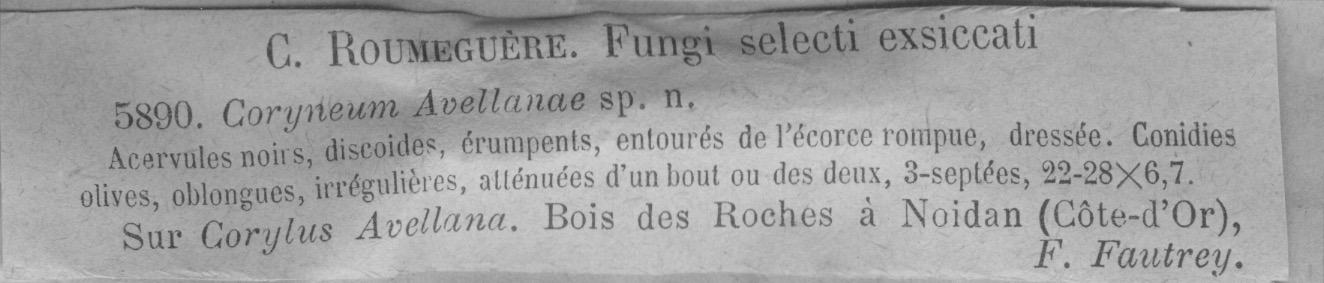 C. ROUMEGUÈRE. Fungi selecti exsiccati
5890. Coryneum Avellanae sp. n.
Acervules noirs, discoides, érumpents, entourés de l'écorce rompue, dressée. Conidies
olives, oblongues, irrégulières, atténuées d'un bout ou des deux, 3-septées, 22-28×6,7.
Sur Corylus Avellana. Bois des Roches à Noidan (Côte-d'Or),
F. Fautrey.